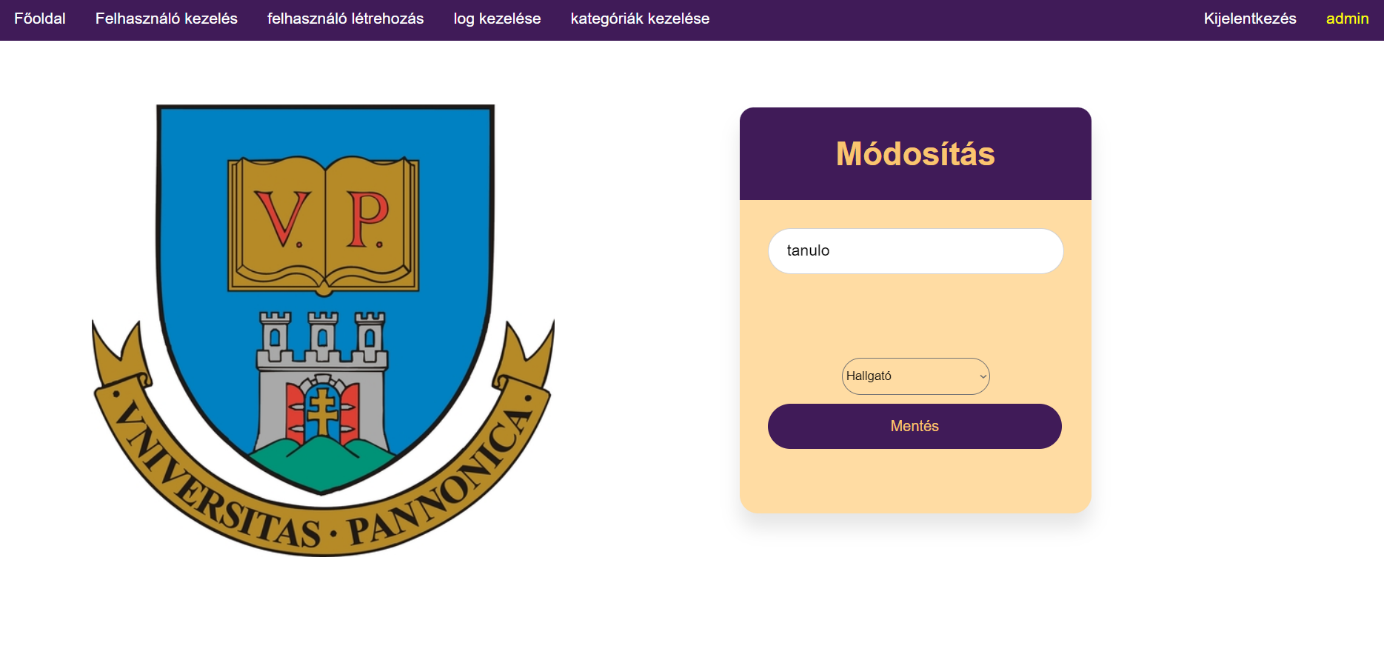 Főoldal Felhasználó kezelés felhasználó létrehozás log kezelése kategóriák kezelése Kijelentkezés admin
V. P.
VNIVERSITAS · PANNONICA ·
Módosítás
tanulo
Hallgató
Mentés